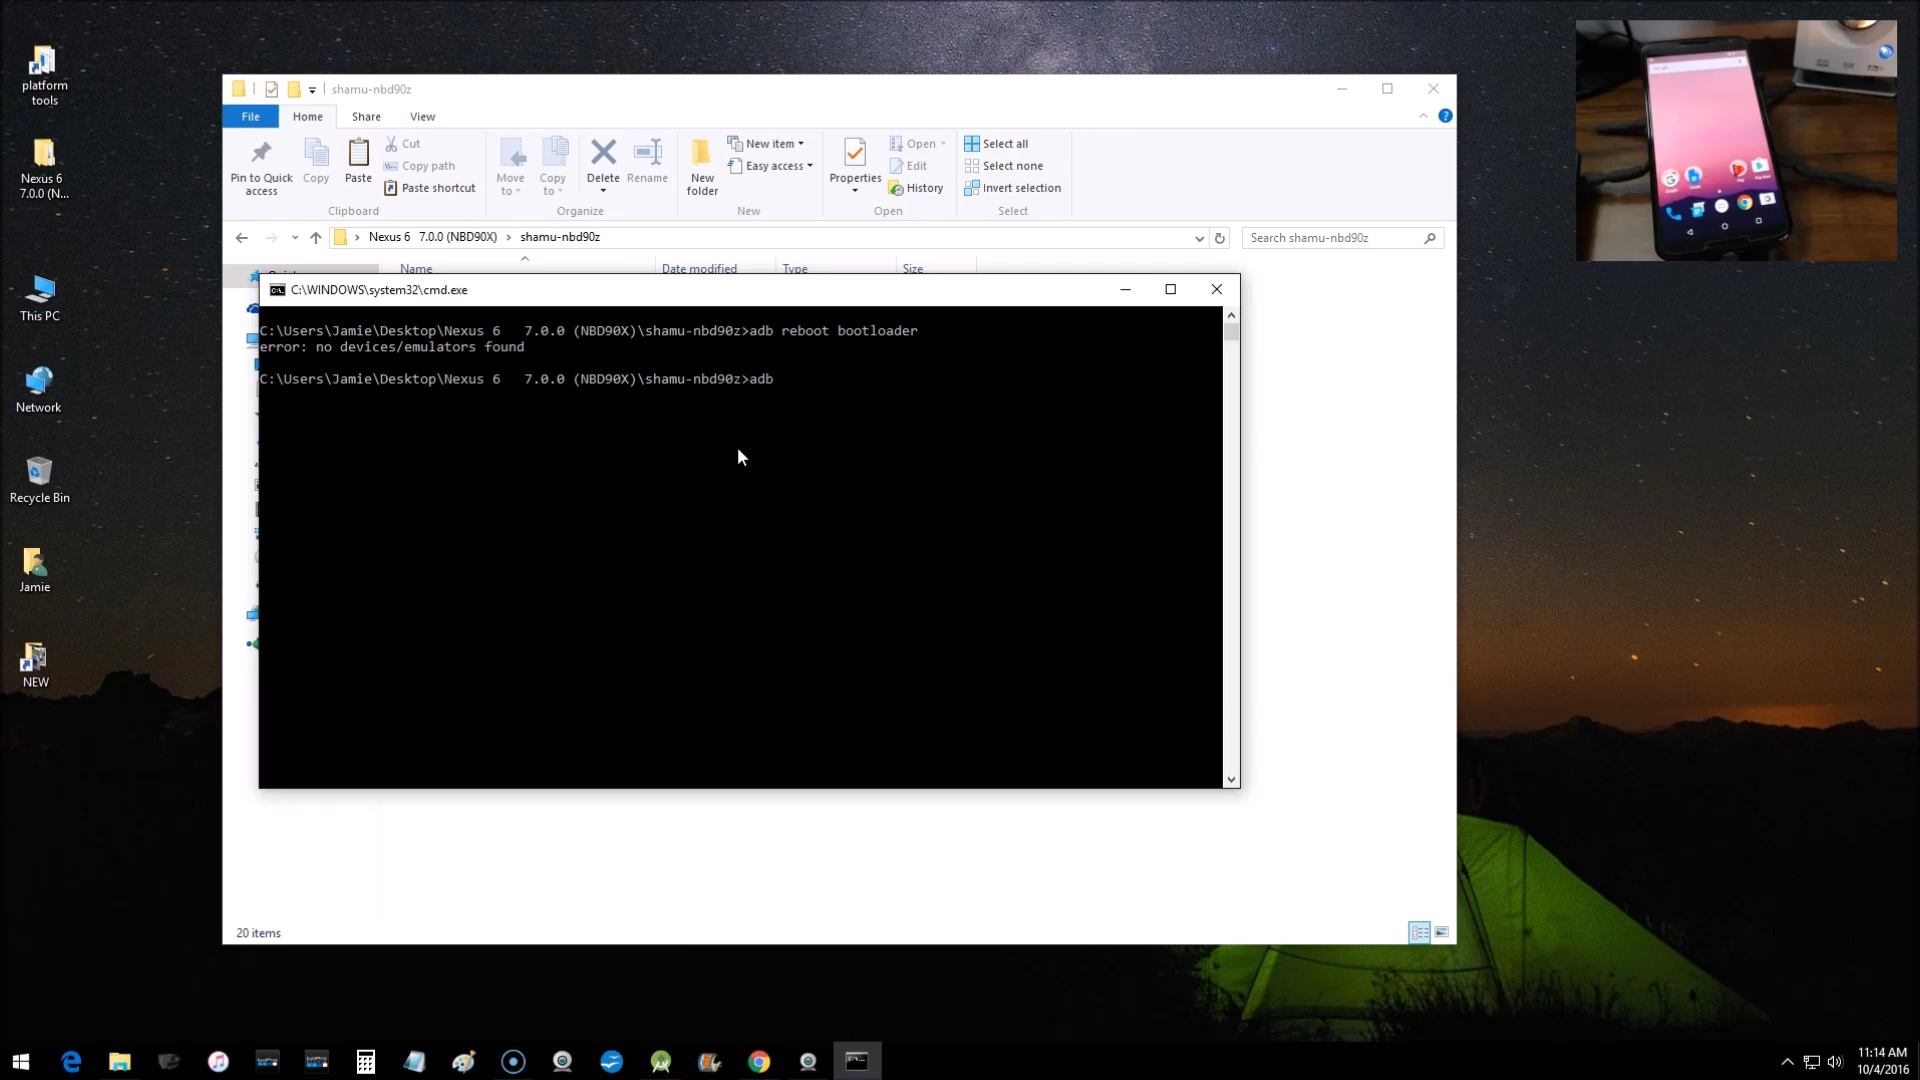 platform
tools
Nexus 6
7.0.0 (N...
This PC
Network
Recycle Bin
Jamie
NEW
shamu-nbd90z
File
Home
Share
View
Pin to Quick
access
Copy
Paste
Cut
Copy path
Paste shortcut
Clipboard
Move
to
Copy
to
Delete
Rename
Organize
New
folder
New item
Easy access
New
Properties
Open
Edit
History
Open
Select all
Select none
Invert selection
Select
Nexus 6 7.0.0 (NBD90X)
shamu-nbd90z
Search shamu-nbd90z
Name
Date modified
Type
Size
C:\WINDOWS\system32\cmd.exe
C:\Users\Jamie\Desktop\Nexus 6   7.0.0 (NBD90X)\shamu-nbd90z>adb reboot bootloader
error: no devices/emulators found
C:\Users\Jamie\Desktop\Nexus 6   7.0.0 (NBD90X)\shamu-nbd90z>adb
20 items
11:14 AM
10/4/2016